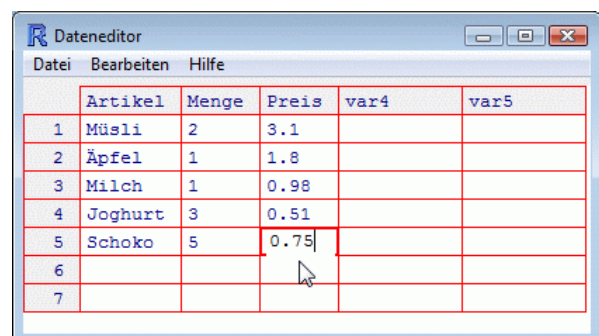 R Dateneditor
Datei Bearbeiten Hilfe
Artikel Menge Preis var4 var5
1 Müsli 2 3.1
2 Äpfel 1 1.8
3 Milch 1 0.98
4 Joghurt 3 0.51
5 Schoko 5 0.75
6
7